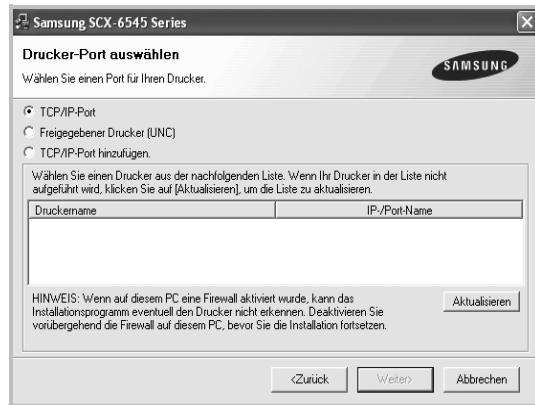 Samsung SCX-6545 Series
Drucker-Port auswählen
Wählen Sie einen Port für Ihren Drucker.
SAMSUNG
TCP/IP-Port
Freigegebener Drucker (UNC)
TCP/IP-Port hinzufügen.
Wählen Sie einen Drucker aus der nachfolgenden Liste. Wenn Ihr Drucker in der Liste nicht
aufgeführt wird, klicken Sie auf [Aktualisieren], um die Liste zu aktualisieren.
Druckername IP-/Port-Name
HINWEIS: Wenn auf diesem PC eine Firewall aktiviert wurde, kann das
Installationsprogramm eventuell den Drucker nicht erkennen. Deaktivieren Sie
vorübergehend die Firewall auf diesem PC, bevor Sie die Installation fortsetzen.
Aktualisieren
<Zurück Weiter> Abbrechen